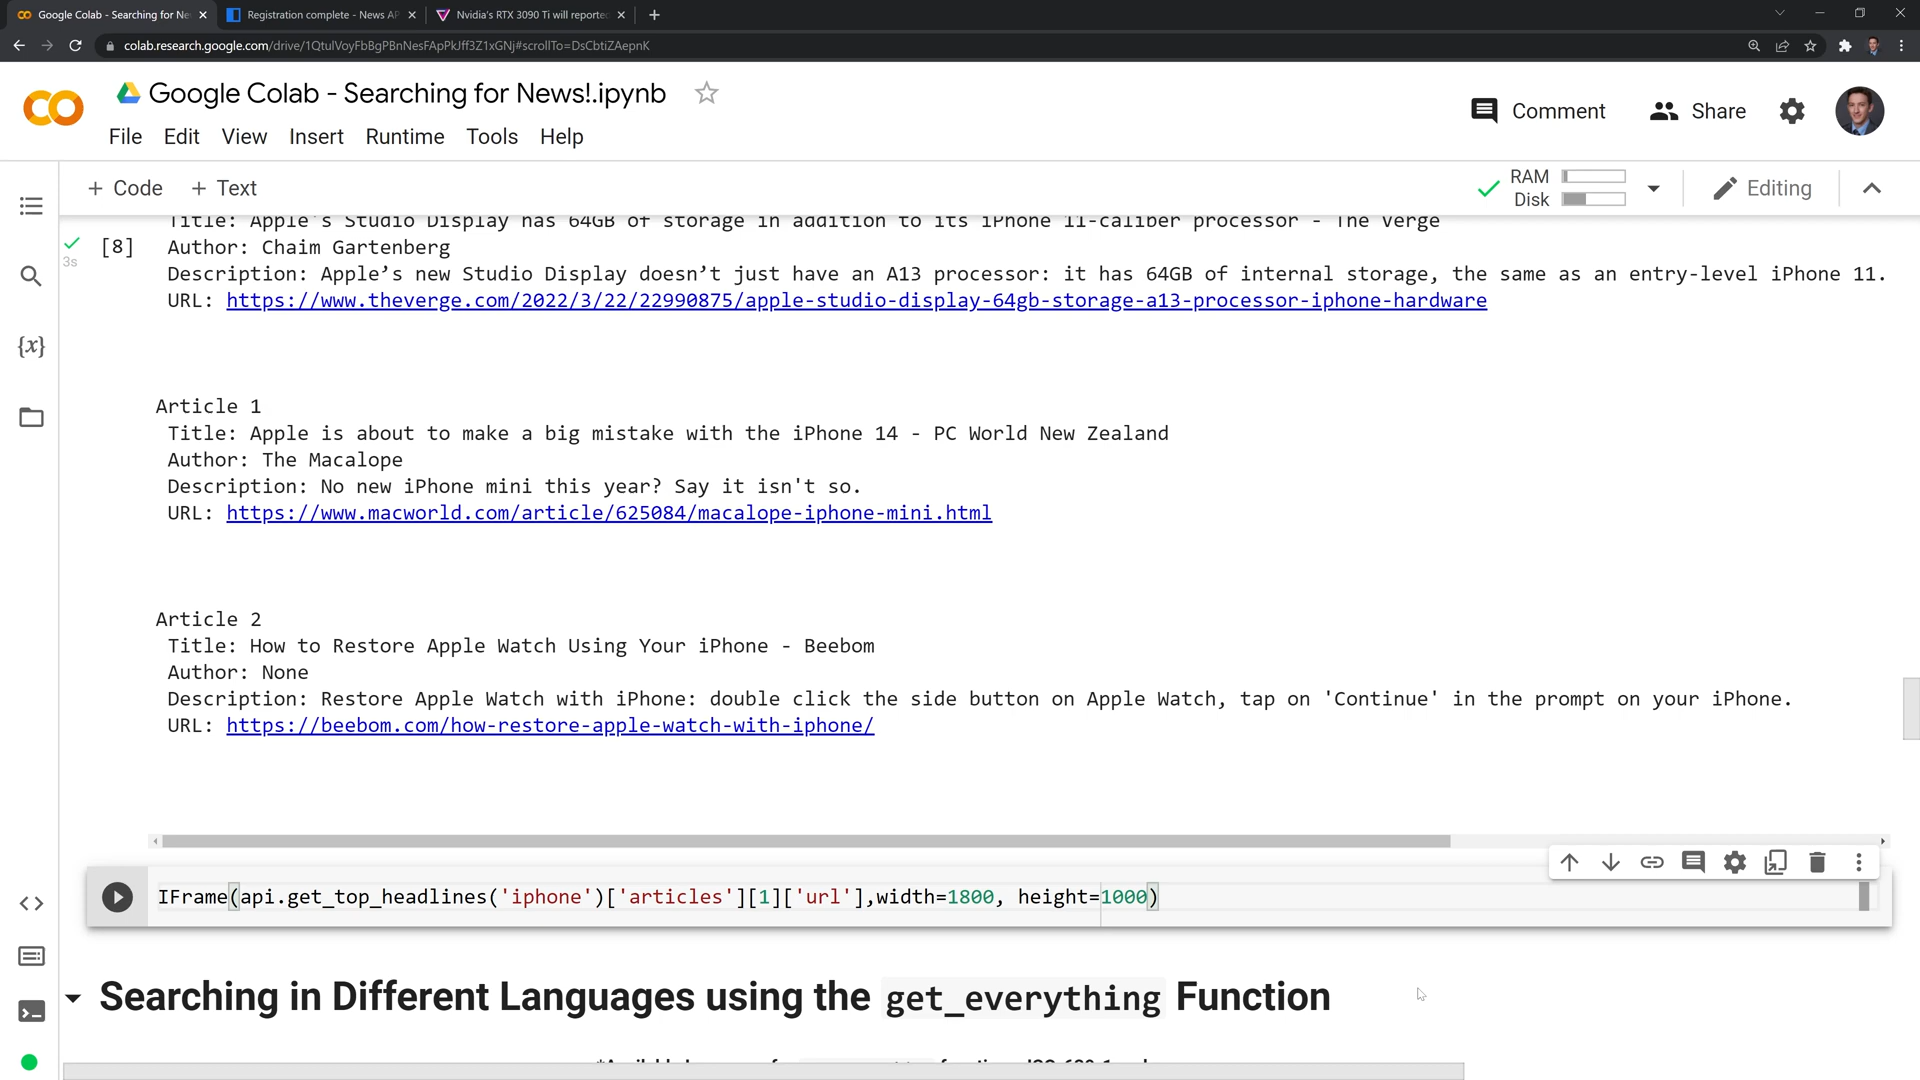 Google Colab - Searching for Ne
Registration complete - News AP
Nvidia's RTX 3090 Ti will reporte
colab.research.google.com/drive/1QtulVoyFbBgPBnNesFApPkJff3Z1xGNj#scrollTo=DsCbtiZAepnK
Google Colab - Searching for News!.ipynb
Comment
Share
File Edit View Insert Runtime Tools Help
+ Code + Text
RAM
Disk
Editing
Title: Apple's Studio Display has 64GB of storage in addition to its iPhone 11-caliber processor - The Verge
[8]
3s
Author: Chaim Gartenberg
Description: Apple’s new Studio Display doesn’t just have an A13 processor: it has 64GB of internal storage, the same as an entry-level iPhone 11.
URL: https://www.theverge.com/2022/3/22/22990875/apple-studio-display-64gb-storage-a13-processor-iphone-hardware
{x}
Article 1
Title: Apple is about to make a big mistake with the iPhone 14 - PC World New Zealand
Author: The Macalope
Description: No new iPhone mini this year? Say it isn't so.
URL: https://www.macworld.com/article/625084/macalope-iphone-mini.html
Article 2
Title: How to Restore Apple Watch Using Your iPhone - Beebom
Author: None
Description: Restore Apple Watch with iPhone: double click the side button on Apple Watch, tap on 'Continue' in the prompt on your iPhone.
URL: https://beebom.com/how-restore-apple-watch-with-iphone/
IFrame(api.get_top_headlines('iphone')['articles'][1]['url'],width=1800, height=1000)
Searching in Different Languages using the get_everything Function